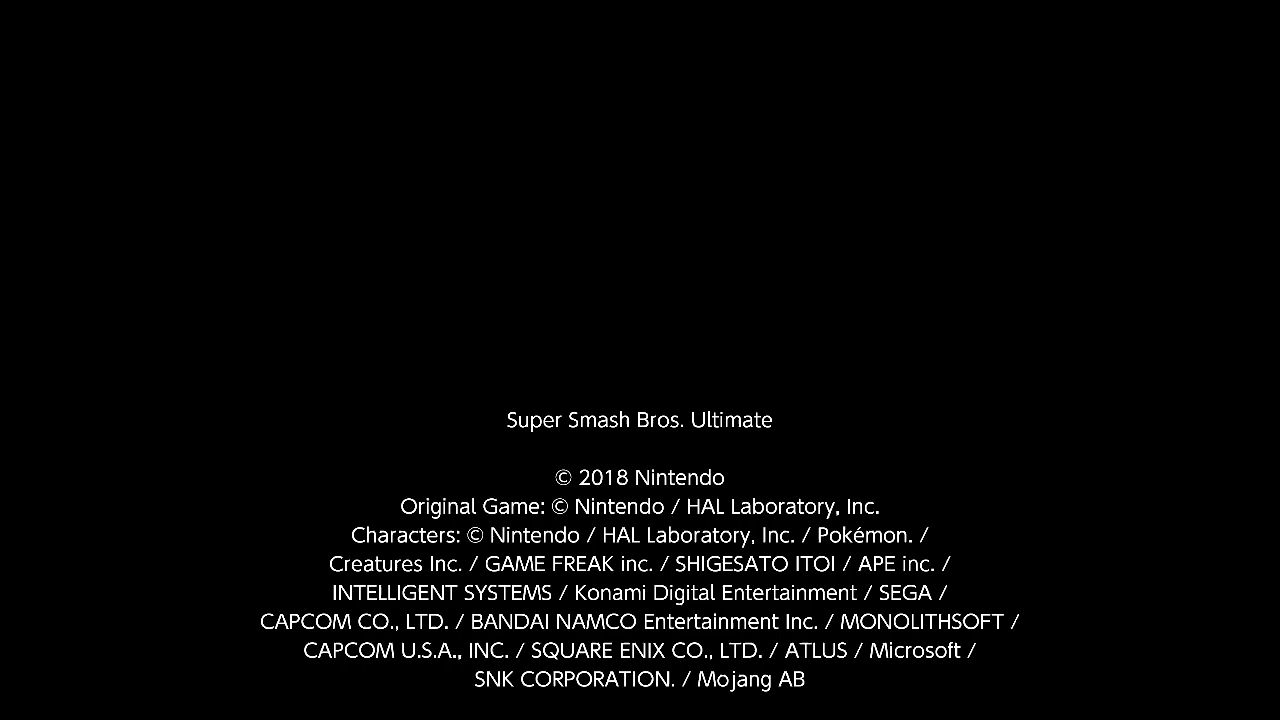 Super Smash Bros. Ultimate
© 2018 Nintendo
Original Game: © Nintendo / HAL Laboratory, Inc.
Characters: © Nintendo / HAL Laboratory, Inc. / Pokémon. /
Creatures Inc. / GAME FREAK inc. / SHIGESATO ITOI / APE inc. /
INTELLIGENT SYSTEMS / Konami Digital Entertainment / SEGA /
CAPCOM CO., LTD. / BANDAI NAMCO Entertainment Inc. / MONOLITHSOFT /
CAPCOM U.S.A., INC. / SQUARE ENIX CO., LTD. / ATLUS / Microsoft /
SNK CORPORATION. / Mojang AB